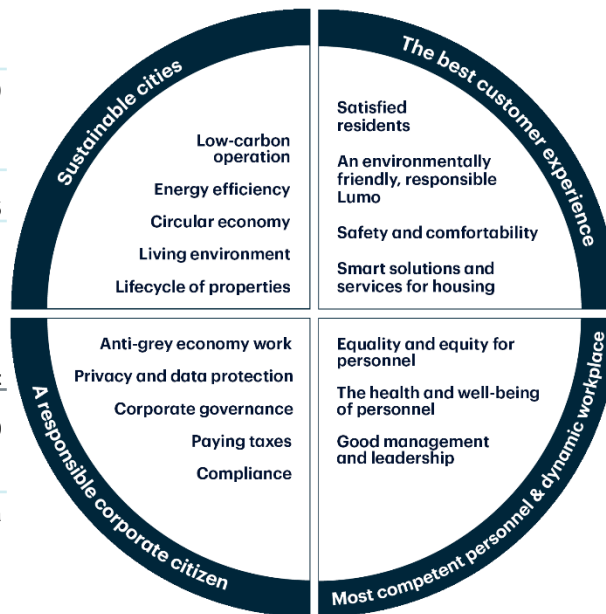 Sustainable cities
Low-carbon
operation
Energy efficiency
Circular economy
Living environment
Lifecycle of properties
The best customer experience
Satisfied
residents
An environmentally
friendly, responsible
Lumo
Safety and comfortability
Smart solutions and
services for housing
A responsible corporate citizen
Anti-grey economy work
Privacy and data protection
Corporate governance
Paying taxes
Compliance
Most competent personnel & dynamic workplace
Equality and equity for
personnel
The health and well-being
of personnel
Good management
and leadership